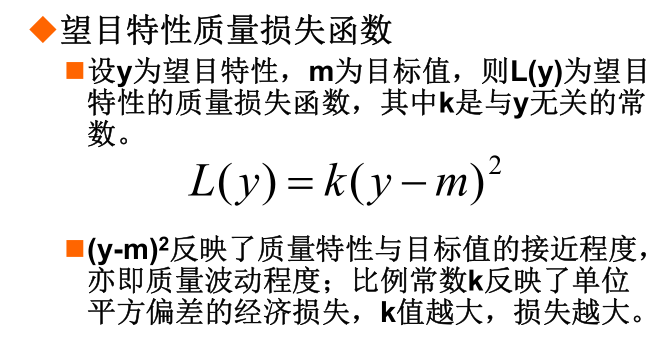 ◆望目特性质量损失函数
■设y为望目特性，m为目标值，则L(y)为望目
特性的质量损失函数，其中k是与y无关的常
数。
L(y) = k(y − m)²
■(y-m)²反映了质量特性与目标值的接近程度，
亦即质量波动程度；比例常数k反映了单位
平方偏差的经济损失，k值越大，损失越大。